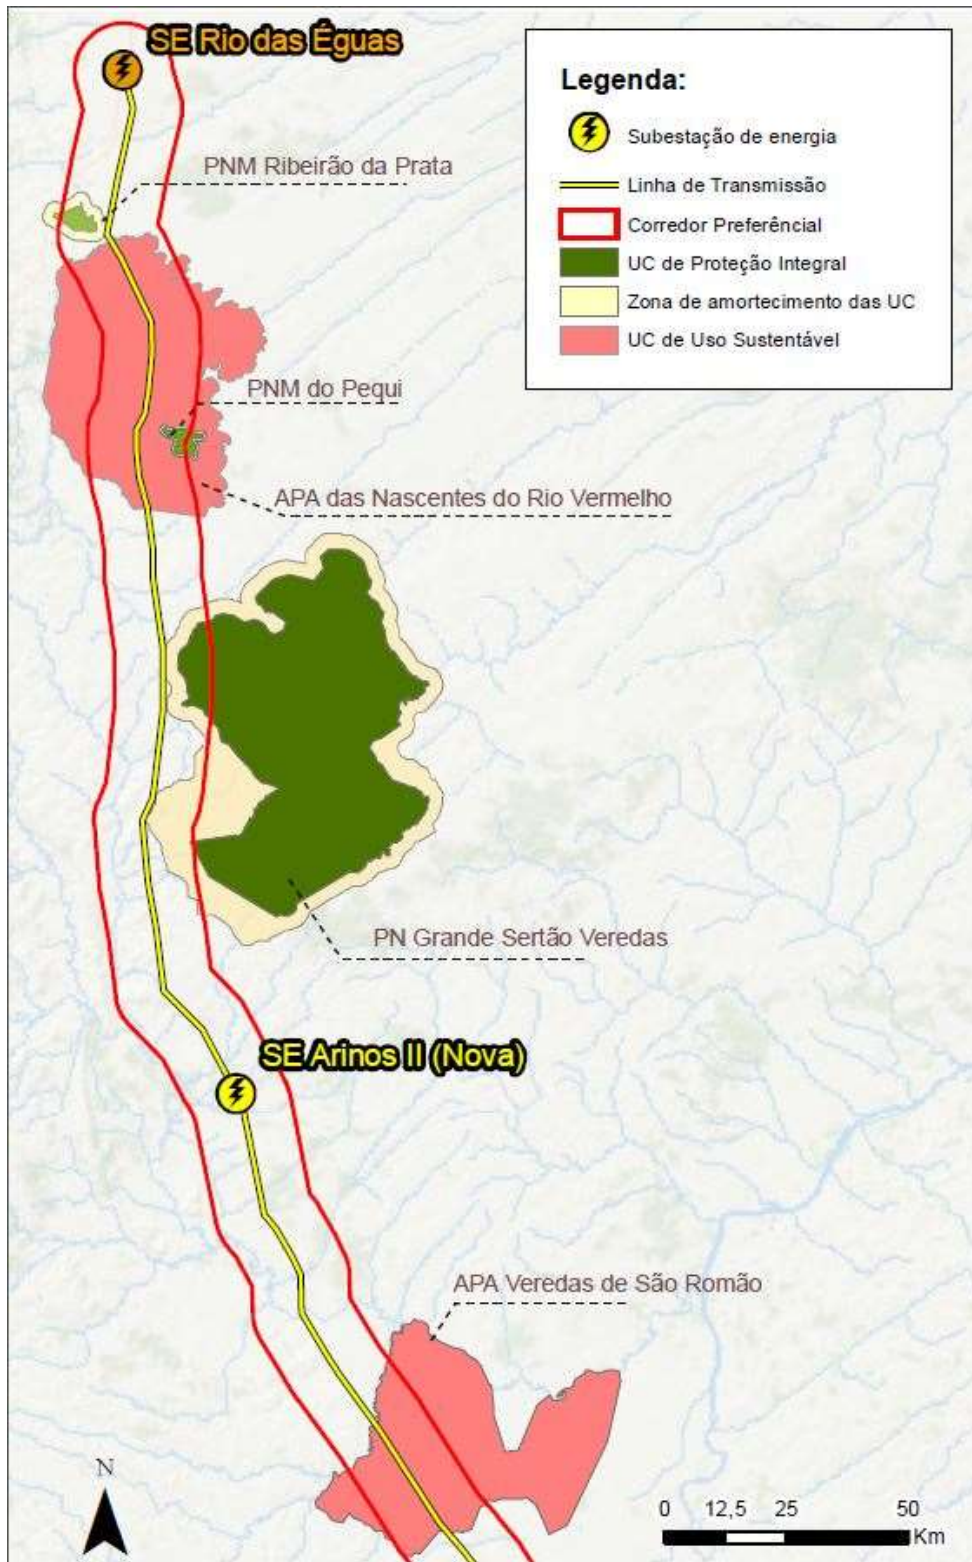 SE Rio das Éguas
Legenda:
Subestação de energia
PNM Ribeirão da Prata
Linha de Transmissão
Corredor Preferêncial
UC de Proteção Integral
Zona de amortecimento das UC
UC de Uso Sustentável
PNM do Pequi
APA das Nascentes do Rio Vermelho
PN Grande Sertão Veredas
SE Arinos II (Nova)
APA Veredas de São Romão
N
0 12,5 25 50
Km